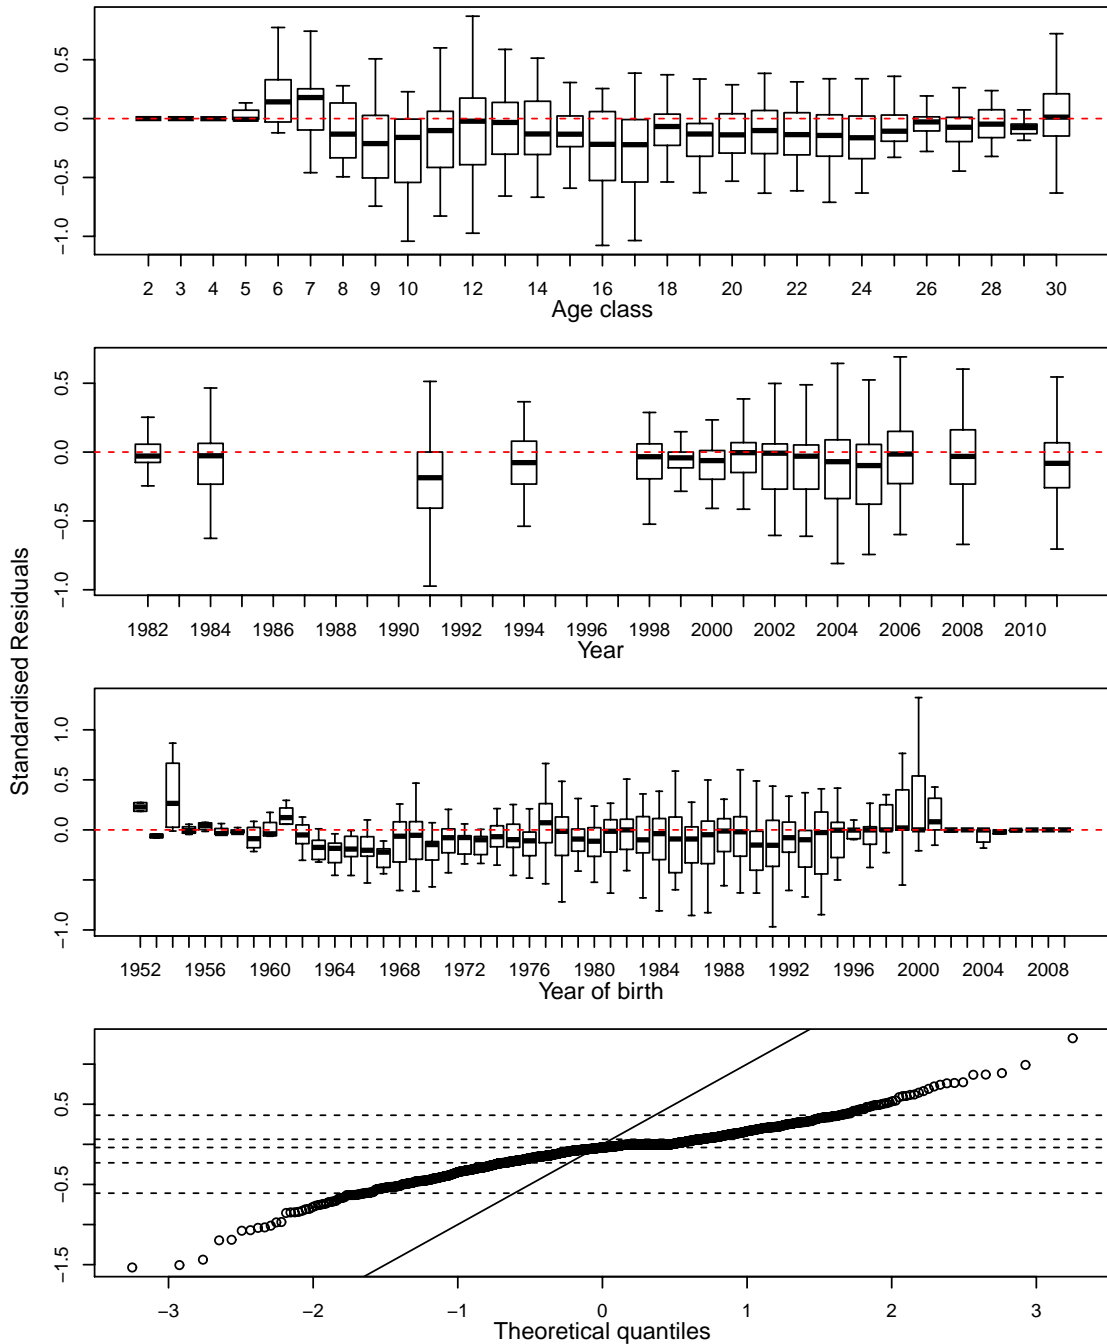 Standardised Residuals
0.5
0.0
−0.5
−1.0
2 3 4 5 6 7 8 9 10 12 14 16 18 20 22 24 26 28 30
Age class
0.5
0.0
−0.5
−1.0
1982 1984 1986 1988 1990 1992 1994 1996 1998 2000 2002 2004 2006 2008 2010
Year
1.0
0.5
0.0
−1.0
1952 1956 1960 1964 1968 1972 1976 1980 1984 1988 1992 1996 2000 2004 2008
Year of birth
0.5
−0.5
−1.5
−3 −2 −1 0 1 2 3
Theoretical quantiles